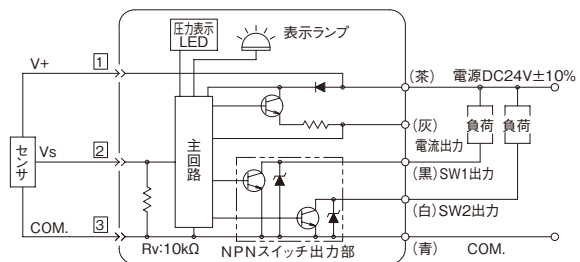 圧力表示
LED
表示ランプ
V+
1
(茶)
電源DC24V±10%
(灰)
電流出力
負荷
負荷
センサ
Vs
2
主回路
(黒)SW1出力
(白)SW2出力
COM.
3
Rv:10kΩ
NPNスイッチ出力部
(青)
COM.